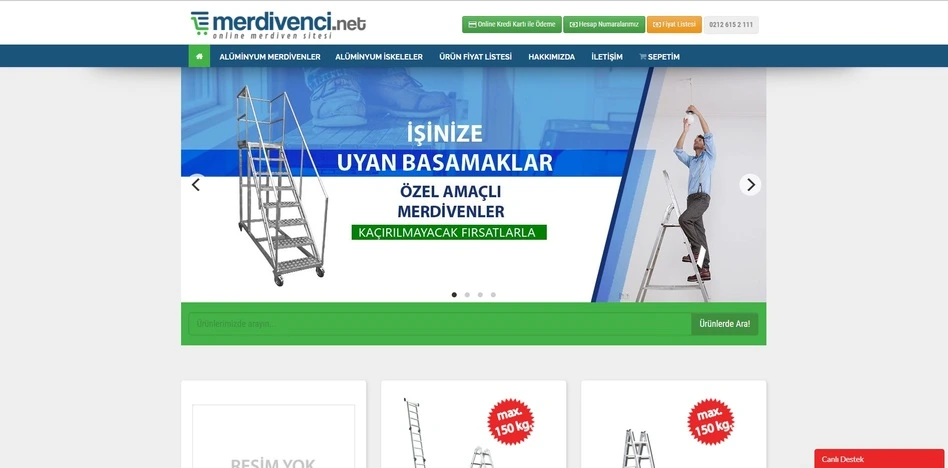 merdivenci.net
online merdiven sitesi
Online Kredi Kartı ile Ödeme
Hesap Numaralarımız
Fiyat Listesi
0212 615 2 111
ALÜMİNYUM MERDİVENLER
ALÜMİNYUM İSKELELER
ÜRÜN FİYAT LİSTESİ
HAKKIMIZDA
İLETİŞİM
SEPETİM
İŞİNİZE
UYAN BASAMAKLAR
ÖZEL AMAÇLI
MERDİVENLER
KAÇIRILMAYACAK FIRSATLARLA
Ürünlerimizde arayın...
Ürünlerde Ara!
RESİM YOK
max.
150 kg.
max.
150 kg.
Canlı Destek